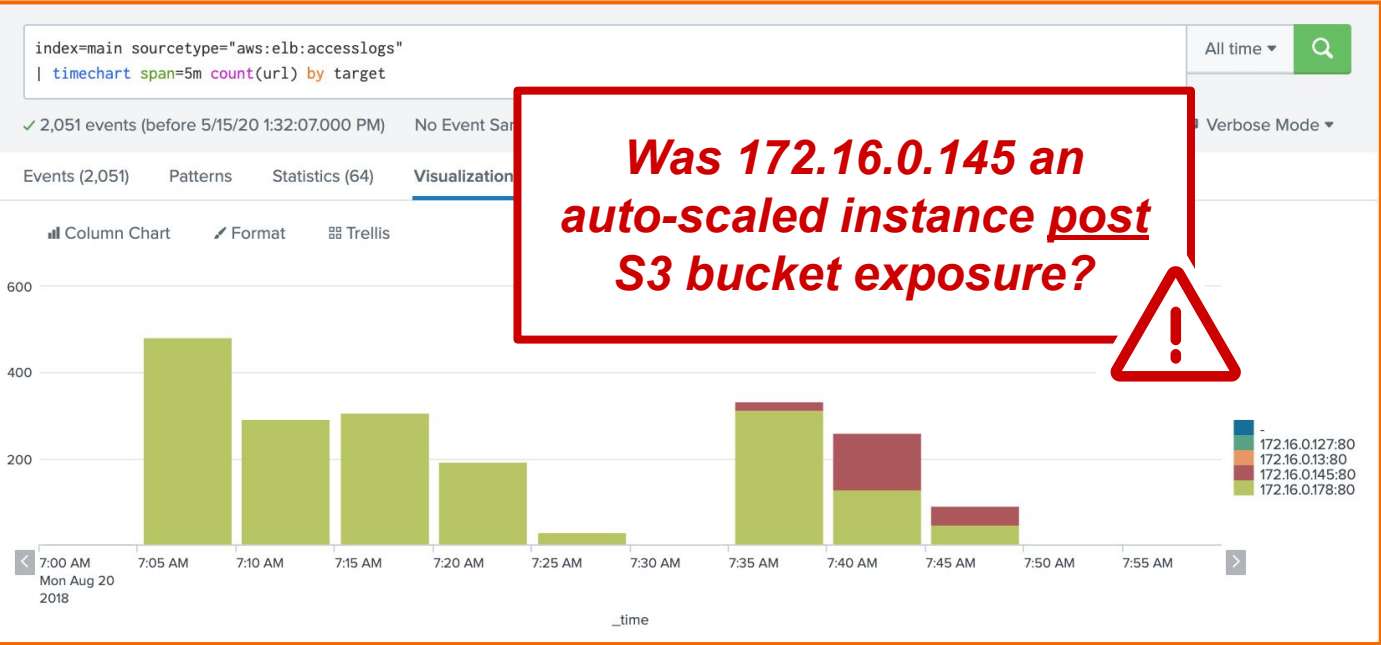 index=main sourcetype="aws:elb:accesslogs"
| timechart span=5m count(url) by target
All time
✓ 2,051 events (before 5/15/20 1:32:07.000 PM) No Event Sar
Verbose Mode
Was 172.16.0.145 an
auto-scaled instance post
S3 bucket exposure?
Events (2,051) Patterns Statistics (64) Visualization
Column Chart Format Trellis
600
400
200
-
172.16.0.127:80
172.16.0.13:80
172.16.0.145:80
172.16.0.178:80
7:00 AM 7:05 AM 7:10 AM 7:15 AM 7:20 AM 7:25 AM 7:30 AM 7:35 AM 7:40 AM 7:45 AM 7:50 AM 7:55 AM
Mon Aug 20
2018
_time